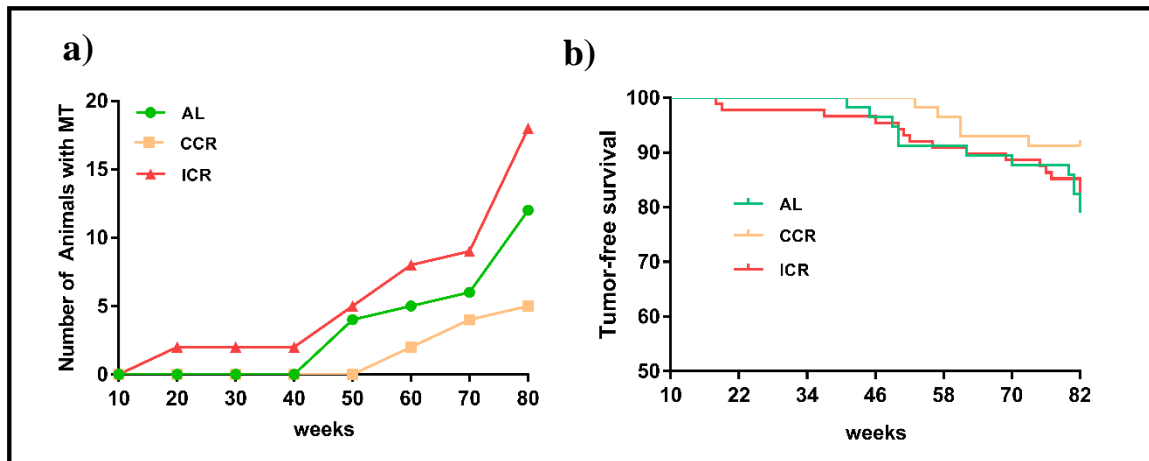 a)
Number of Animals with MT
20
15
10
5
0
AL
CCR
ICR
10 20 30 40 50 60 70 80
weeks
b)
Tumor-free survival
100
90
80
70
60
50
AL
CCR
ICR
10 22 34 46 58 70 82
weeks